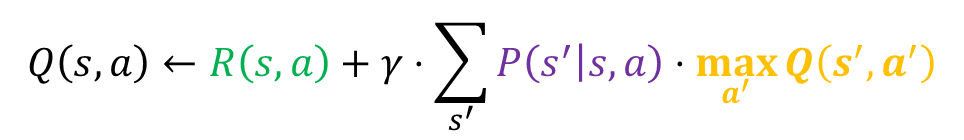 Q(s, a) ← R(s, a) + γ · ∑_{s′} P(s′|s, a) · max_{a′} Q(s′, a′)